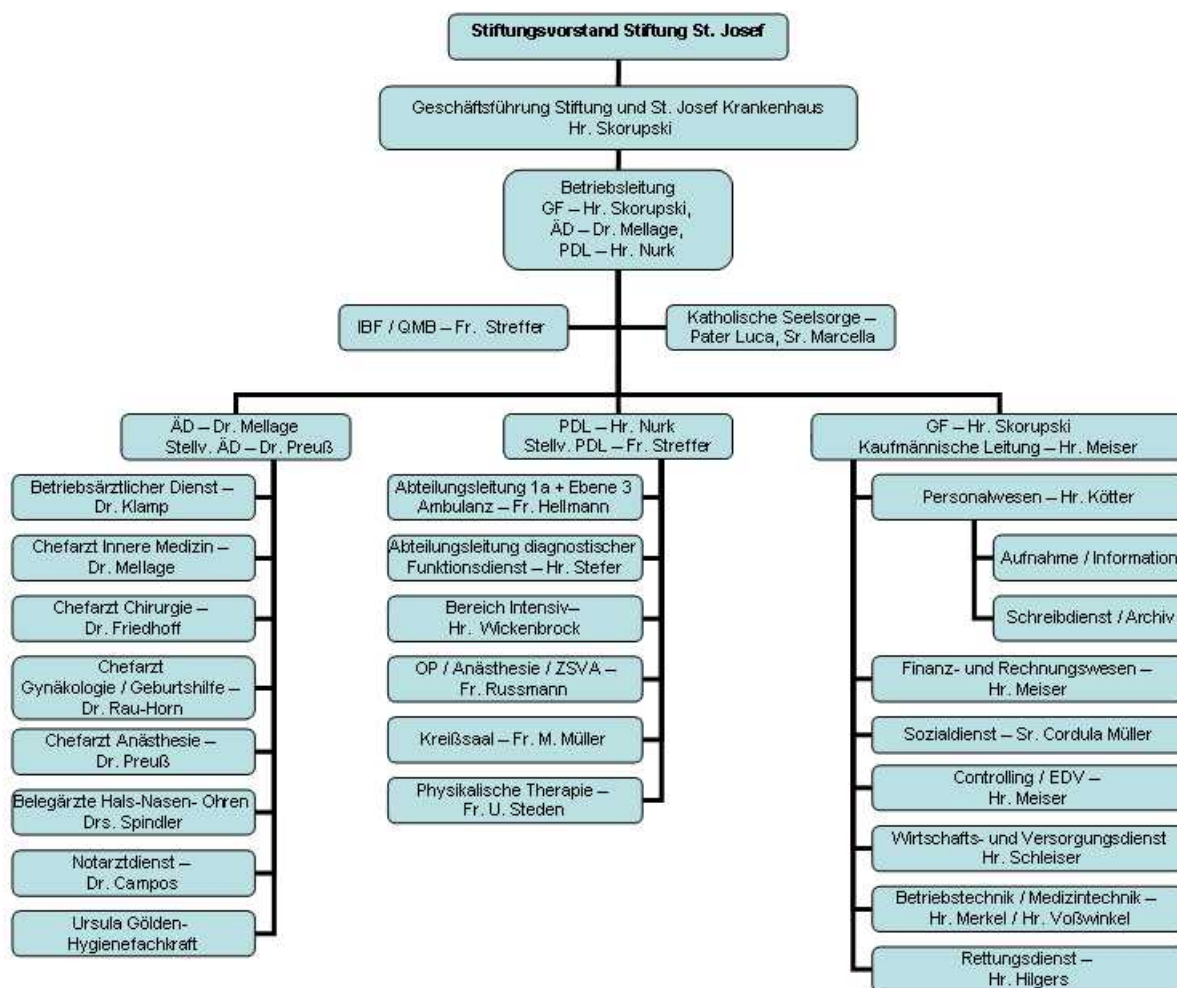 Stiftungsvorstand Stiftung St. Josef
Geschäftsführung Stiftung und St. Josef Krankenhaus
Hr. Skorupski
Betriebsleitung
GF – Hr. Skorupski,
ÄD – Dr. Mellage,
PDL – Hr. Nurk
IBF / QMB – Fr. Streffer
Katholische Seelsorge –
Pater Luca, Sr. Marcella
ÄD – Dr. Mellage
Stellv. ÄD – Dr. Preuß
Betriebsärztlicher Dienst –
Dr. Klamp
Chefarzt Innere Medizin –
Dr. Mellage
Chefarzt Chirurgie –
Dr. Friedhoff
Chefarzt
Gynäkologie / Geburtshilfe –
Dr. Rau-Horn
Chefarzt Anästhesie –
Dr. Preuß
Belegärzte Hals-Nasen- Ohren
Drs. Spindler
Notarztdienst –
Dr. Campos
Ursula Gölden-
Hygienefachkraft
PDL – Hr. Nurk
Stellv. PDL – Fr. Streffer
Abteilungsleitung 1a + Ebene 3
Ambulanz – Fr. Hellmann
Abteilungsleitung diagnostischer
Funktionsdienst – Hr. Stefer
Bereich Intensiv–
Hr. Wickenbrock
OP / Anästhesie / ZSVA –
Fr. Russmann
Kreißsaal – Fr. M. Müller
Physikalische Therapie –
Fr. U. Steden
GF – Hr. Skorupski
Kaufmännische Leitung – Hr. Meiser
Personalwesen – Hr. Kötter
Aufnahme / Information
Schreibdienst / Archiv
Finanz- und Rechnungswesen –
Hr. Meiser
Sozialdienst – Sr. Cordula Müller
Controlling / EDV –
Hr. Meiser
Wirtschafts- und Versorgungsdienst
Hr. Schleiser
Betriebstechnik / Medizintechnik –
Hr. Merkel / Hr. Voßwinkel
Rettungsdienst –
Hr. Hilgers